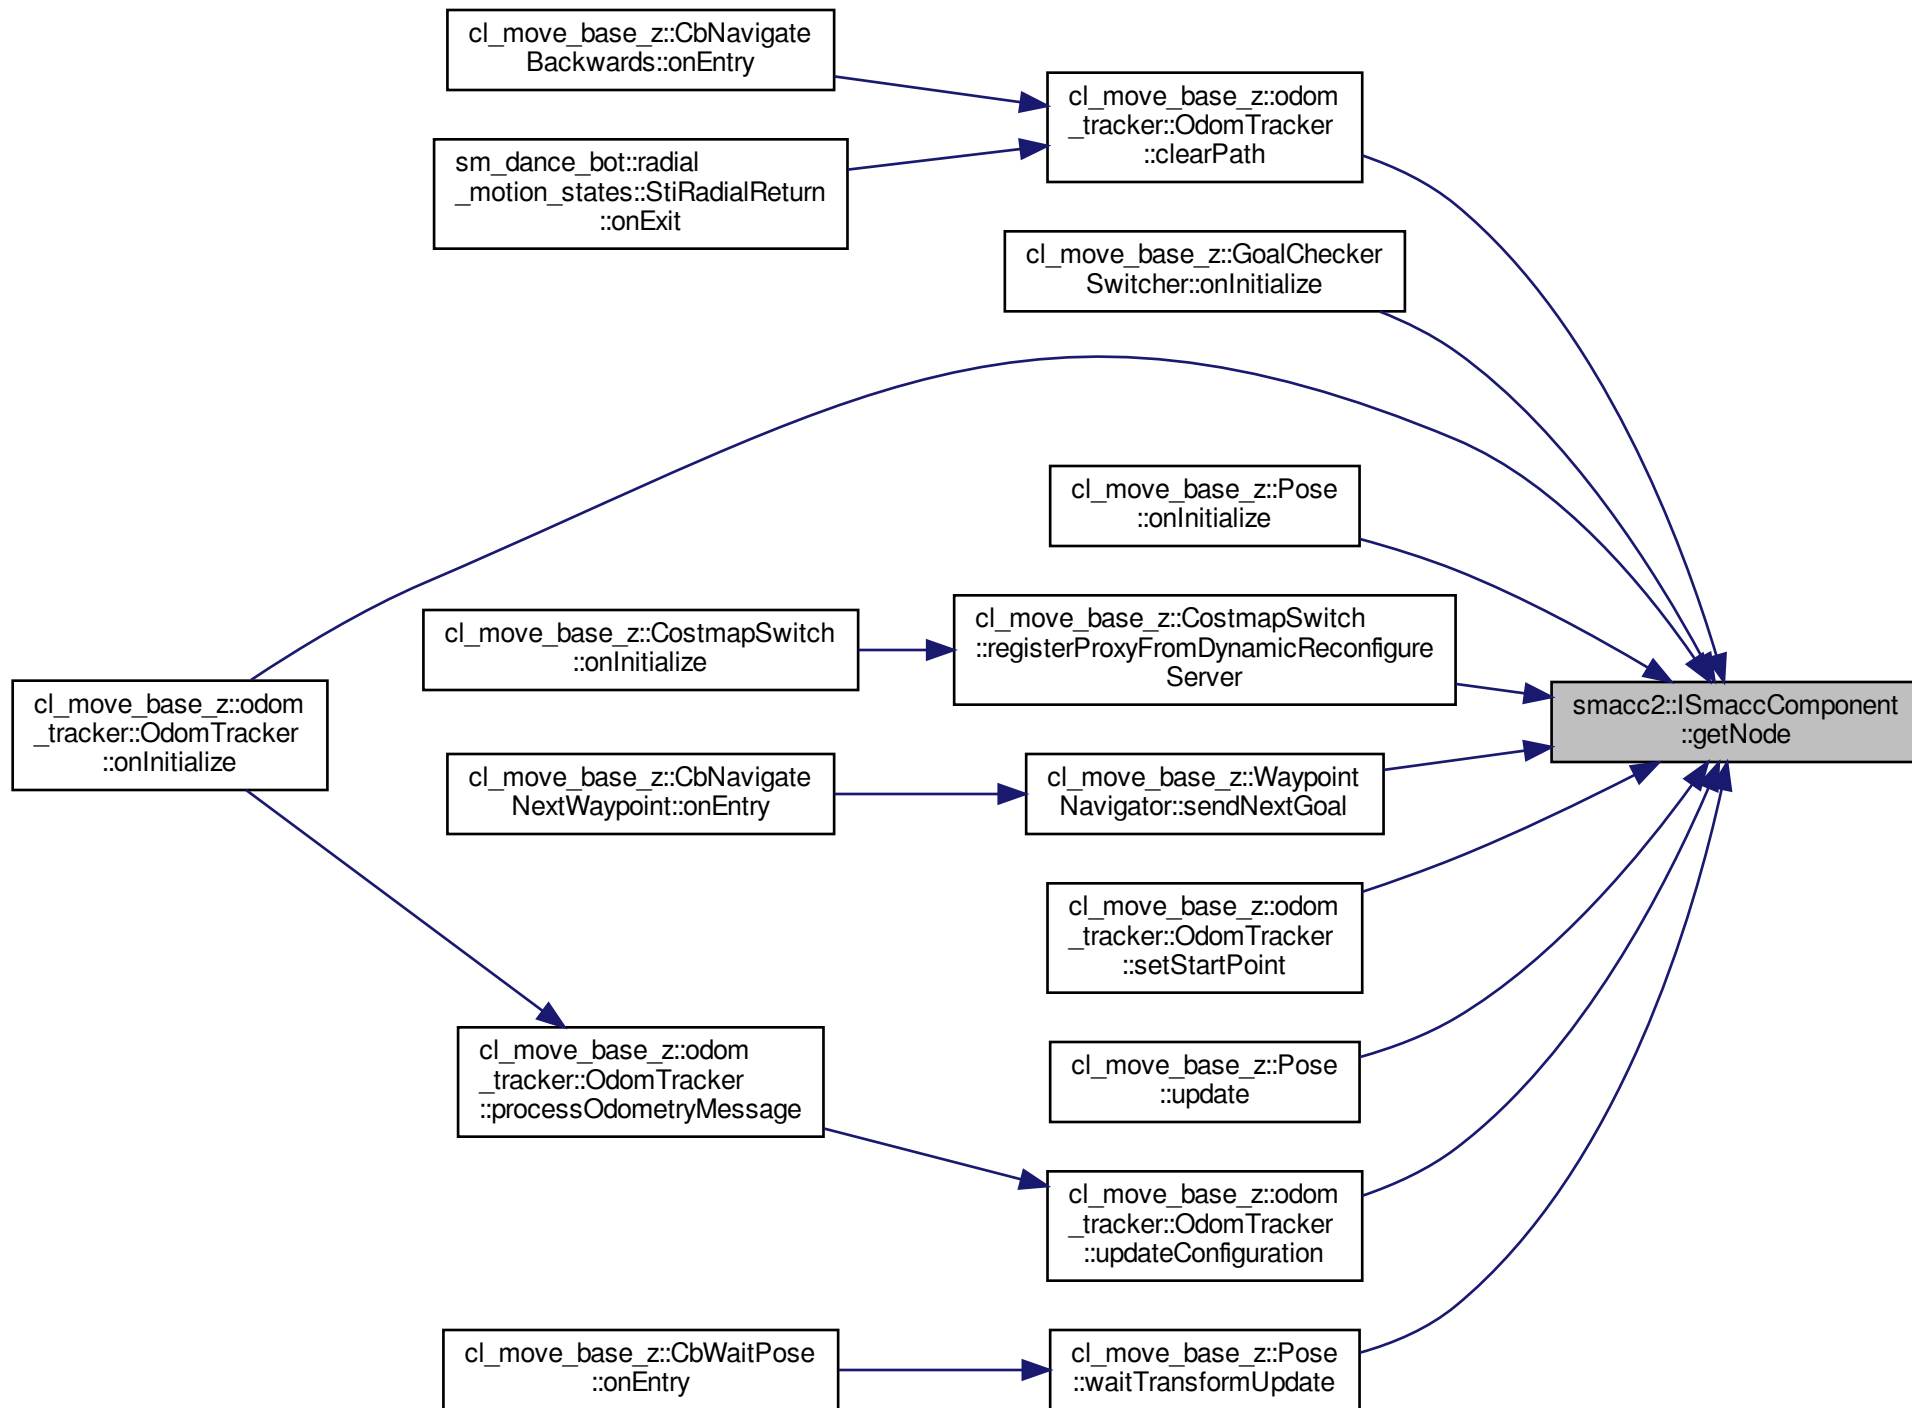 cl_move_base_z::CbNavigate
Backwards::onEntry
cl_move_base_z::odom
_tracker::OdomTracker
::clearPath
sm_dance_bot::radial
_motion_states::StiRadialReturn
::onExit
cl_move_base_z::GoalChecker
Switcher::onInitialize
cl_move_base_z::Pose
::onInitialize
cl_move_base_z::CostmapSwitch
::onInitialize
cl_move_base_z::CostmapSwitch
::registerProxyFromDynamicReconfigure
Server
cl_move_base_z::odom
_tracker::OdomTracker
::onInitialize
smacc2::ISmaccComponent
::getNode
cl_move_base_z::CbNavigate
NextWaypoint::onEntry
cl_move_base_z::Waypoint
Navigator::sendNextGoal
cl_move_base_z::odom
_tracker::OdomTracker
::setStartPoint
cl_move_base_z::odom
_tracker::OdomTracker
::processOdometryMessage
cl_move_base_z::Pose
::update
cl_move_base_z::odom
_tracker::OdomTracker
::updateConfiguration
cl_move_base_z::CbWaitPose
::onEntry
cl_move_base_z::Pose
::waitTransformUpdate